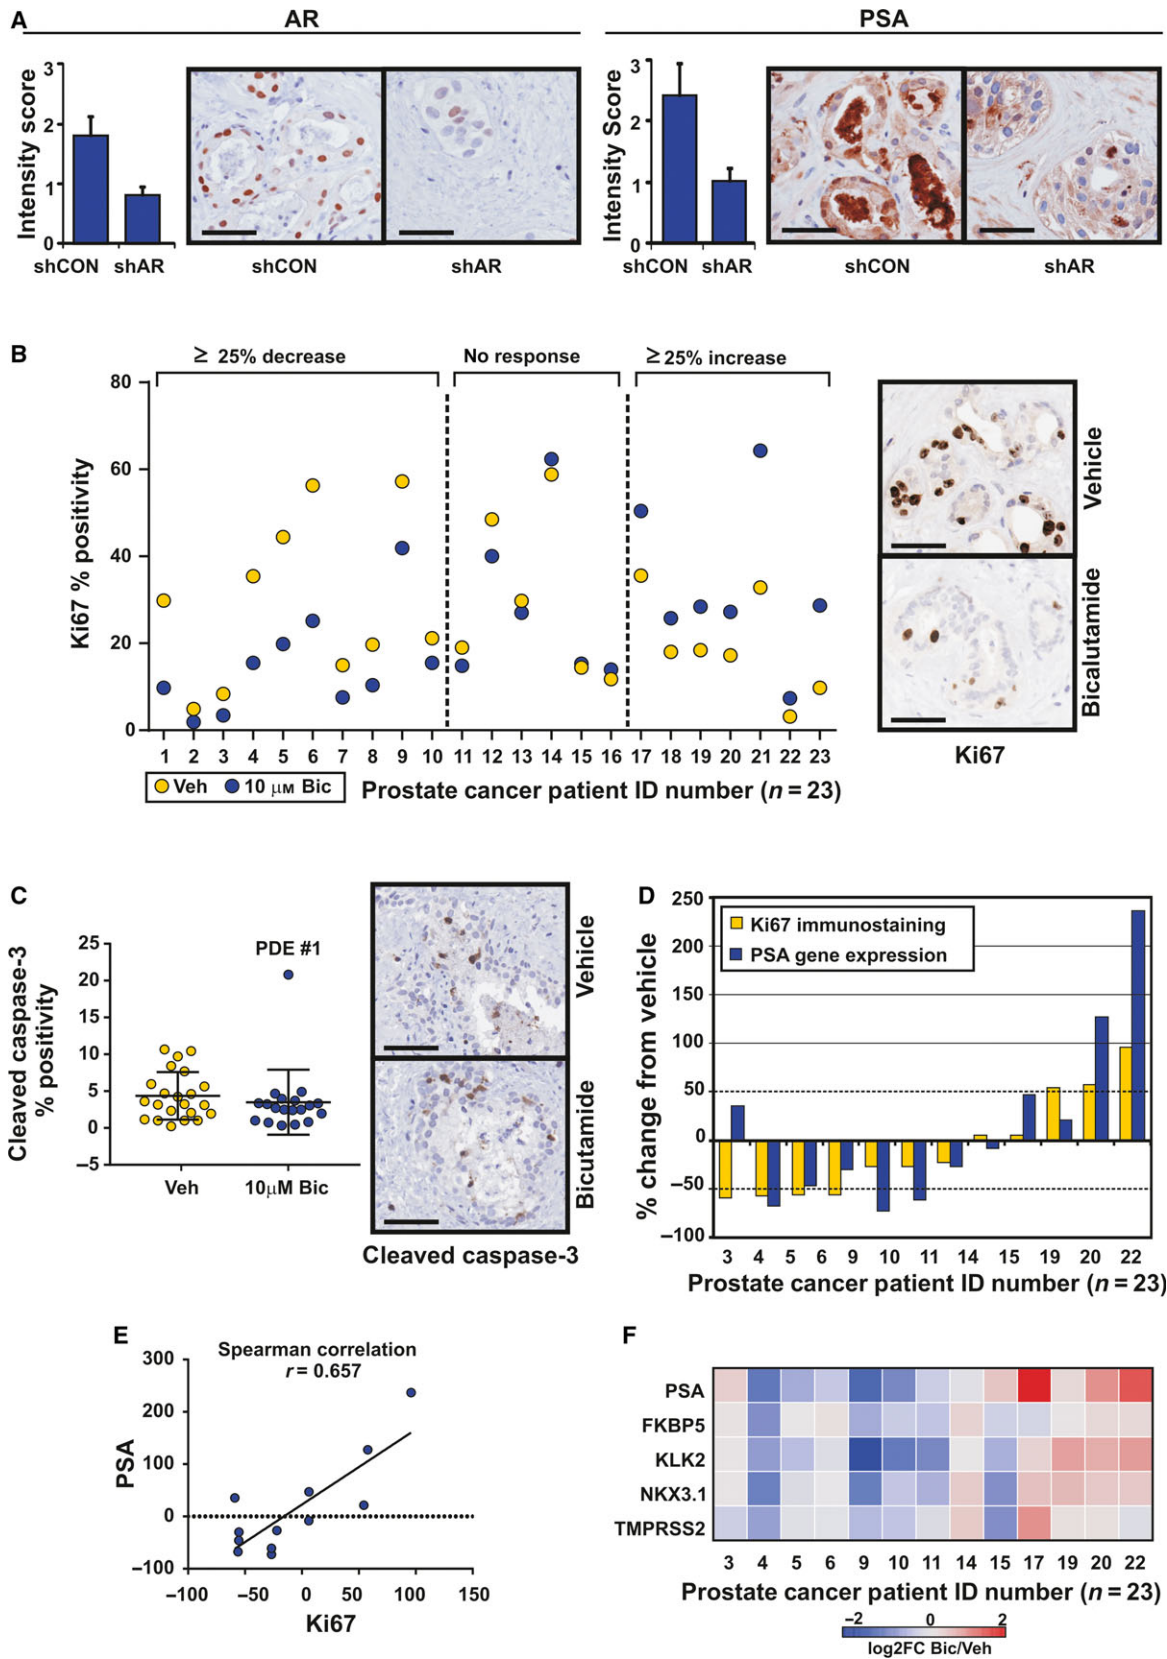 A
AR
PSA
Intensity score
3
2
1
0
shCON shAR
shCON
shAR
Intensity Score
3
2
1
0
shCON shAR
shCON
shAR
B
≥ 25% decrease
No response
≥ 25% increase
Ki67 % positivity
80
60
40
20
0
1 2 3 4 5 6 7 8 9 10 11 12 13 14 15 16 17 18 19 20 21 22 23
Veh 10 μM Bic
Prostate cancer patient ID number (n = 23)
Vehicle
Bicalutamide
Ki67
C
Cleaved caspase-3
% positivity
25
20
15
10
5
0
−5
PDE #1
Veh 10μM Bic
Vehicle
Bicutamide
Cleaved caspase-3
D
% change from vehicle
250
200
150
100
50
0
−50
−100
Ki67 immunostaining
PSA gene expression
3 4 5 6 9 10 11 14 15 19 20 22
Prostate cancer patient ID number (n = 23)
E
Spearman correlation
r = 0.657
PSA
300
200
100
0
−100
−100 −50 0 50 100 150
Ki67
F
PSA
FKBP5
KLK2
NKX3.1
TMPRSS2
3 4 5 6 9 10 11 14 15 17 19 20 22
Prostate cancer patient ID number (n = 23)
−2 0 2
log2FC Bic/Veh